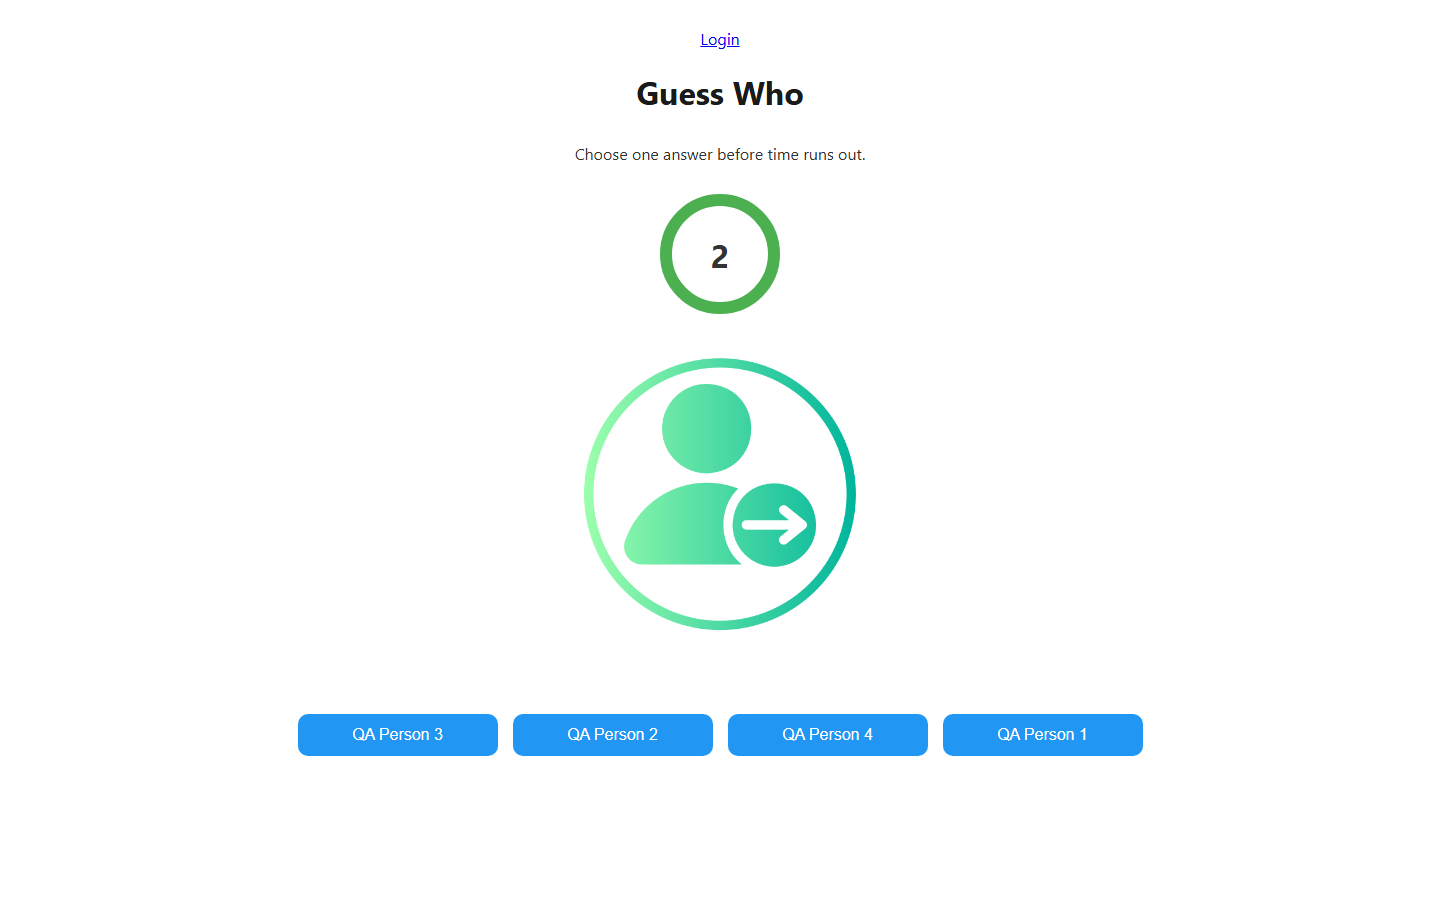 Login
Guess Who
Choose one answer before time runs out.
2
QA Person 3
QA Person 2
QA Person 4
QA Person 1